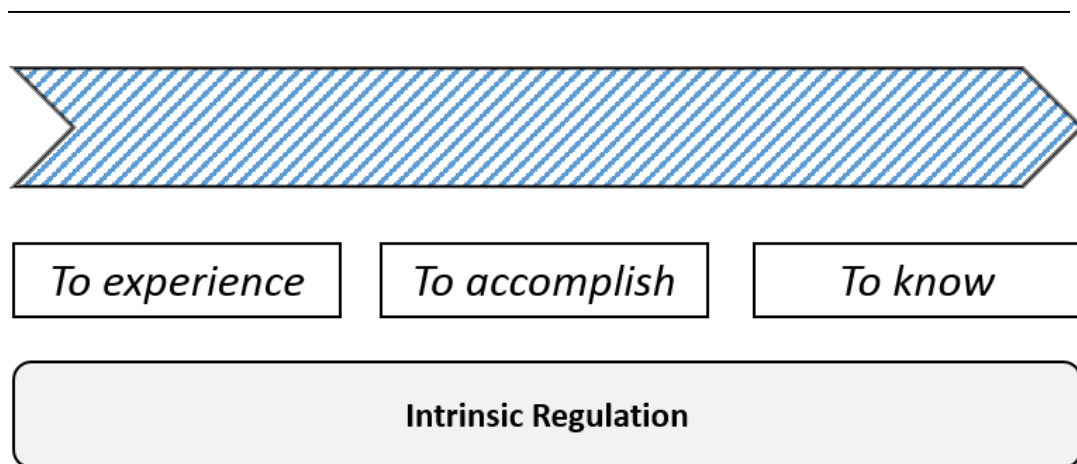 To experience
To accomplish
To know
Intrinsic Regulation